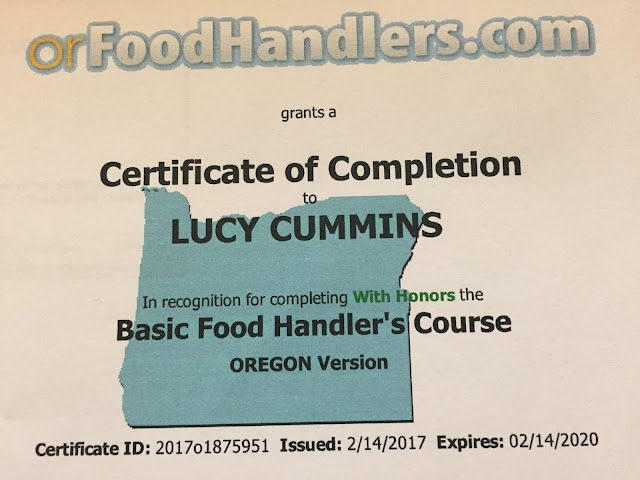 orFoodHandlers.com
grants a
Certificate of Completion
to
LUCY CUMMINS
In recognition for completing With Honors the
Basic Food Handler's Course
OREGON Version
Certificate ID: 2017o1875951 Issued: 2/14/2017 Expires: 02/14/2020